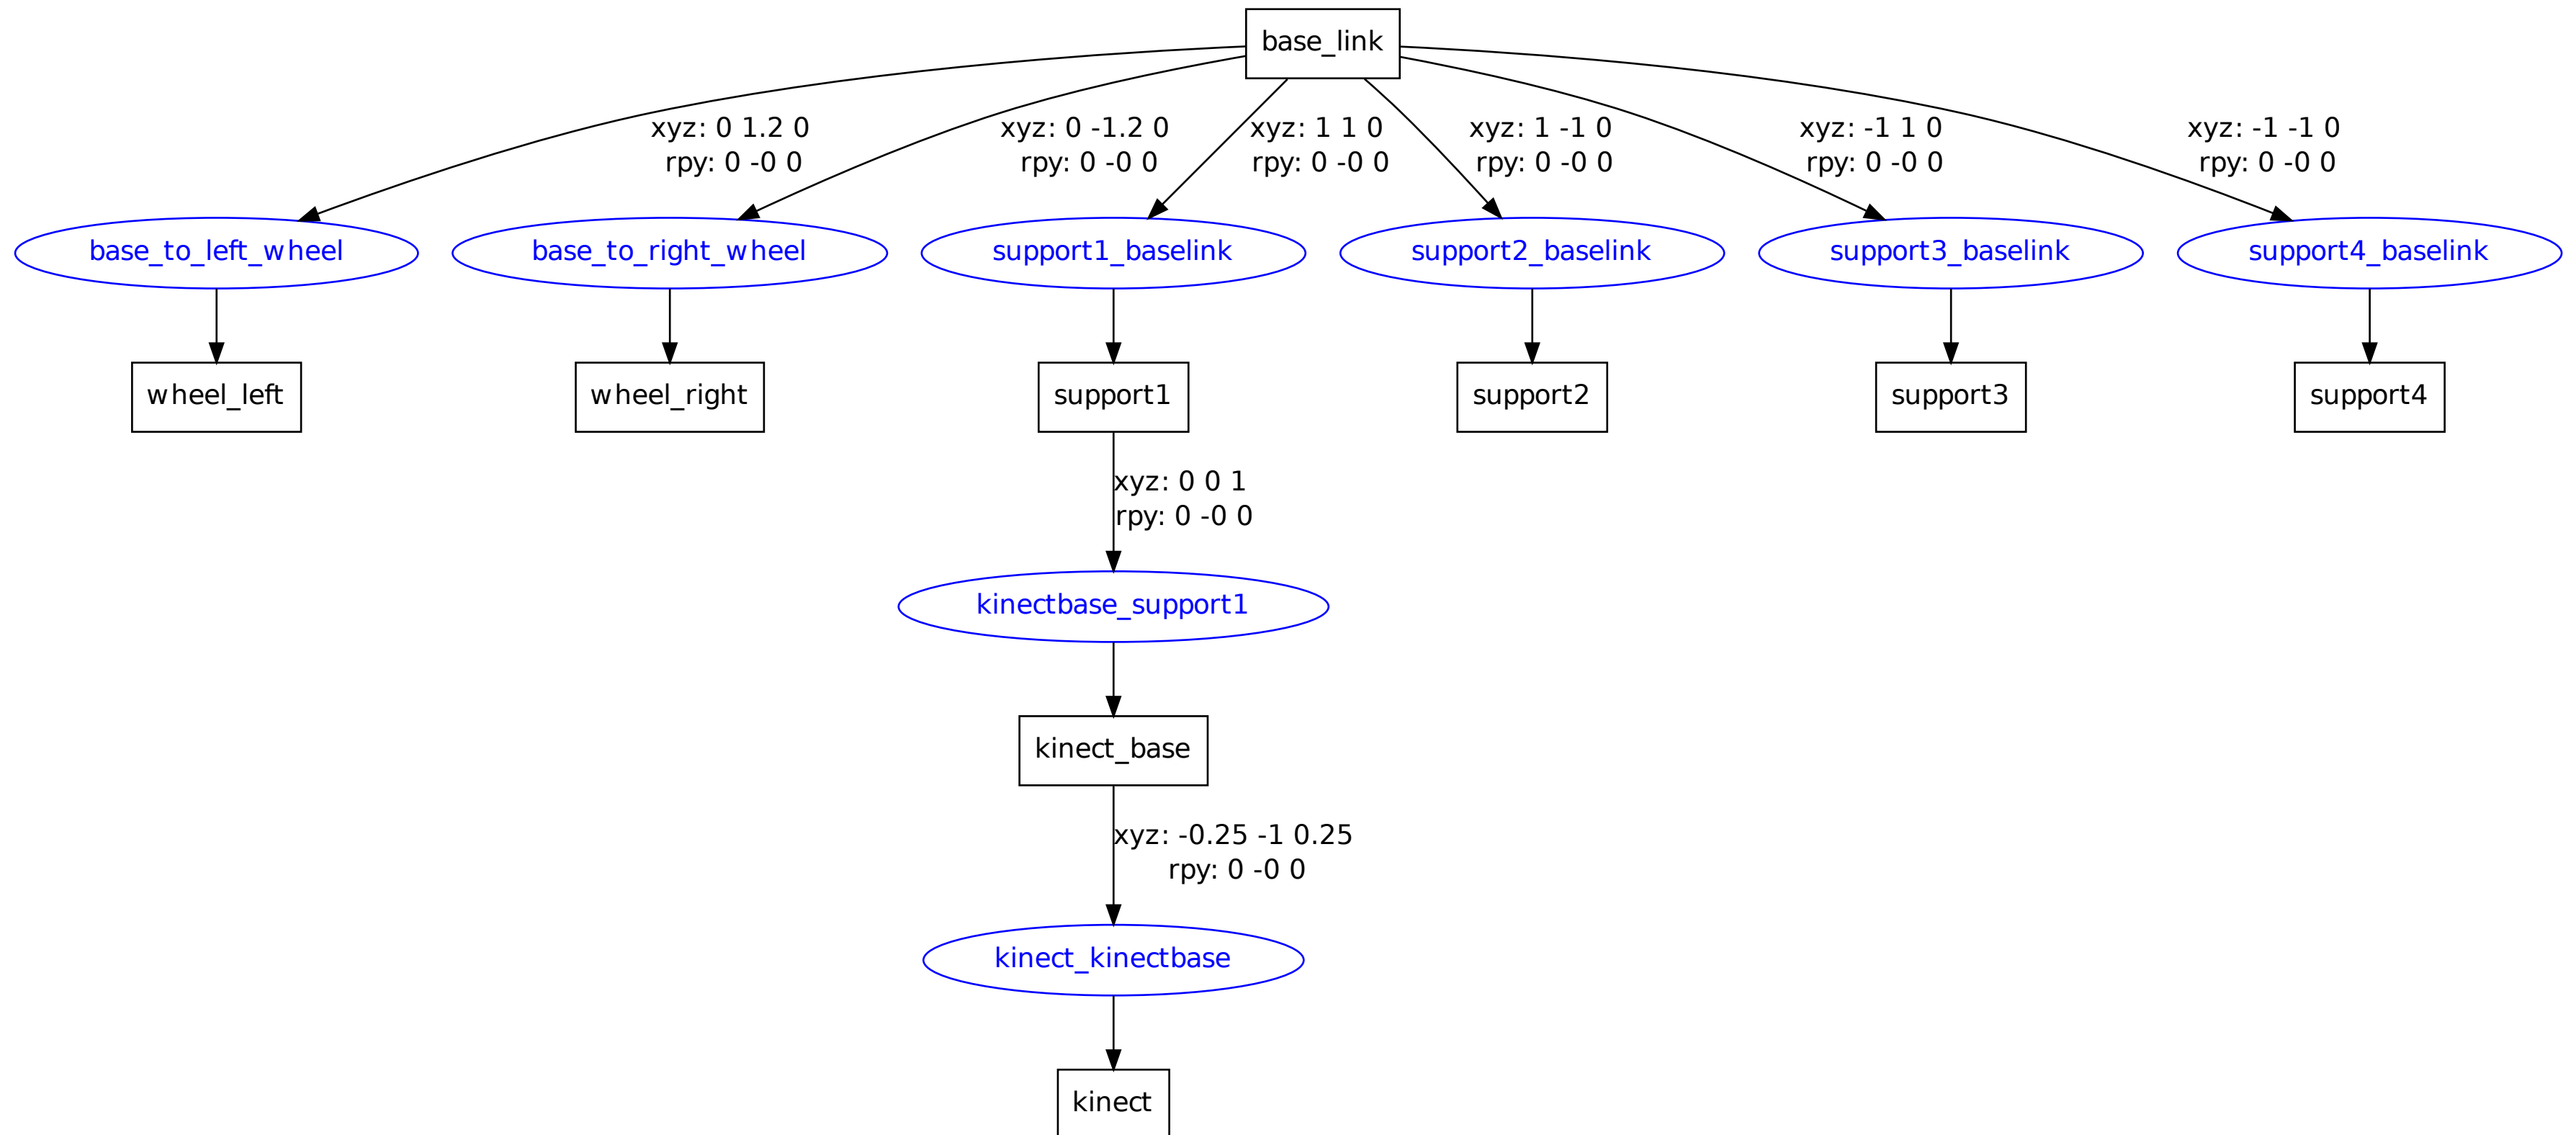 base_link
xyz: 0 1.2 0
rpy: 0 -0 0
xyz: 0 -1.2 0
rpy: 0 -0 0
xyz: 1 1 0
rpy: 0 -0 0
xyz: 1 -1 0
rpy: 0 -0 0
xyz: -1 1 0
rpy: 0 -0 0
xyz: -1 -1 0
rpy: 0 -0 0
base_to_left_wheel
base_to_right_wheel
support1_baselink
support2_baselink
support3_baselink
support4_baselink
wheel_left
wheel_right
support1
support2
support3
support4
xyz: 0 0 1
rpy: 0 -0 0
kinectbase_support1
kinect_base
xyz: -0.25 -1 0.25
rpy: 0 -0 0
kinect_kinectbase
kinect